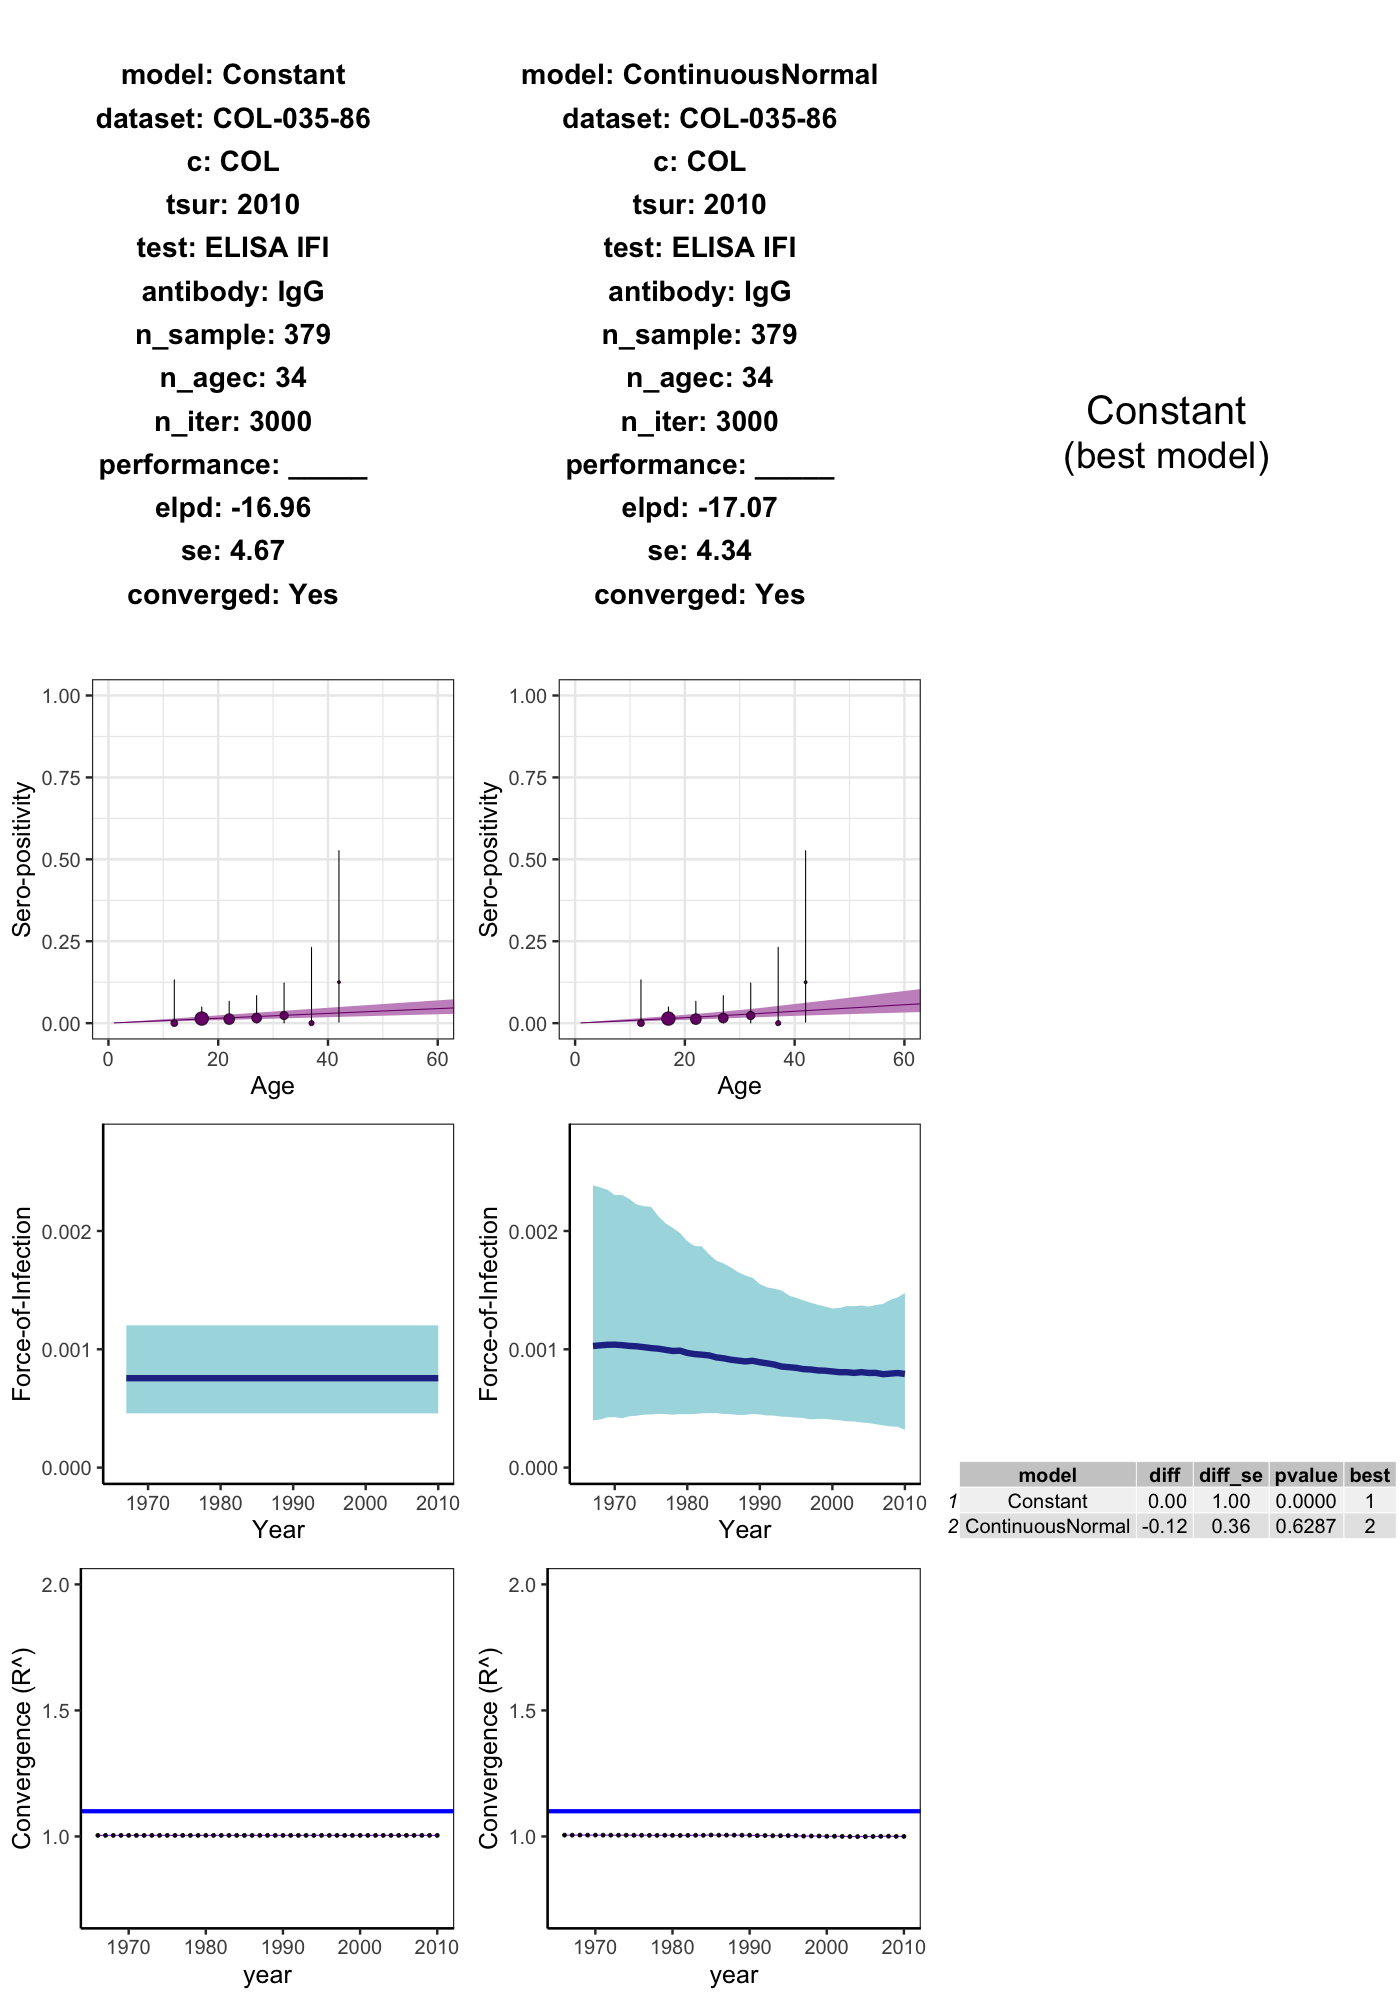 model: Constant
dataset: COL-035-86
c: COL
tsur: 2010
test: ELISA IFI
antibody: IgG
n_sample: 379
n_agec: 34
n_iter: 3000
performance: _____
elpd: -16.96
se: 4.67
converged: Yes
model: ContinuousNormal
dataset: COL-035-86
c: COL
tsur: 2010
test: ELISA IFI
antibody: IgG
n_sample: 379
n_agec: 34
n_iter: 3000
performance: _____
elpd: -17.07
se: 4.34
converged: Yes
Constant
(best model)
Sero-positivity
1.00
0.75
0.50
0.25
0.00
0 20 40 60
Age
Sero-positivity
1.00
0.75
0.50
0.25
0.00
0 20 40 60
Age
Force-of-Infection
0.002
0.001
0.000
1970 1980 1990 2000 2010
Year
Force-of-Infection
0.002
0.001
0.000
1970 1980 1990 2000 2010
Year
model diff diff_se pvalue best
1 Constant 0.00 1.00 0.0000 1
2 ContinuousNormal -0.12 0.36 0.6287 2
Convergence (R^)
2.0
1.5
1.0
1970 1980 1990 2000 2010
year
Convergence (R^)
2.0
1.5
1.0
1970 1980 1990 2000 2010
year